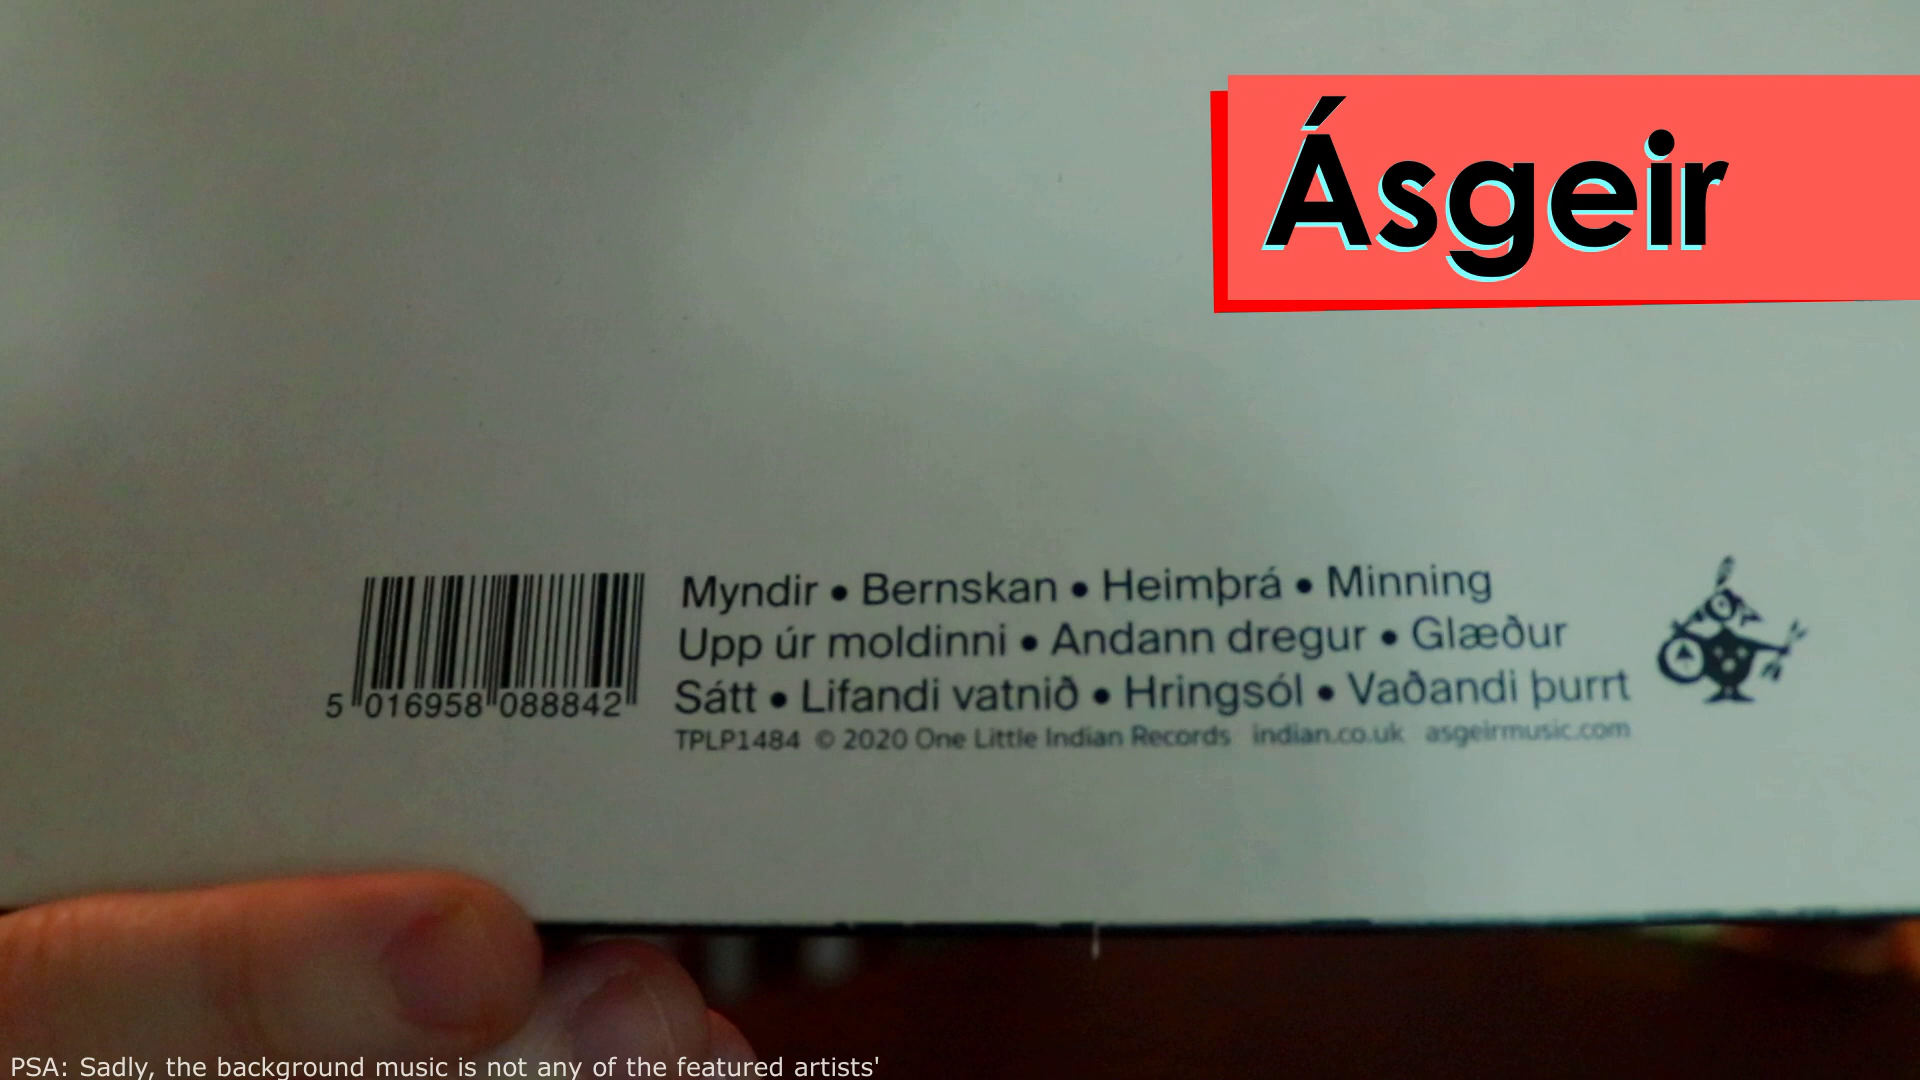 Ásgeir
Myndir • Bernskan • Heimþrá • Minning
Upp úr moldinni • Andann dregur • Glæður
Sátt • Lifandi vatnið • Hringsól • Vaðandi þurrt
TPLP1484 © 2020 One Little Indian Records indian.co.uk asgeirmusic.com
5 016958 088842
PSA: Sadly, the background music is not any of the featured artists'